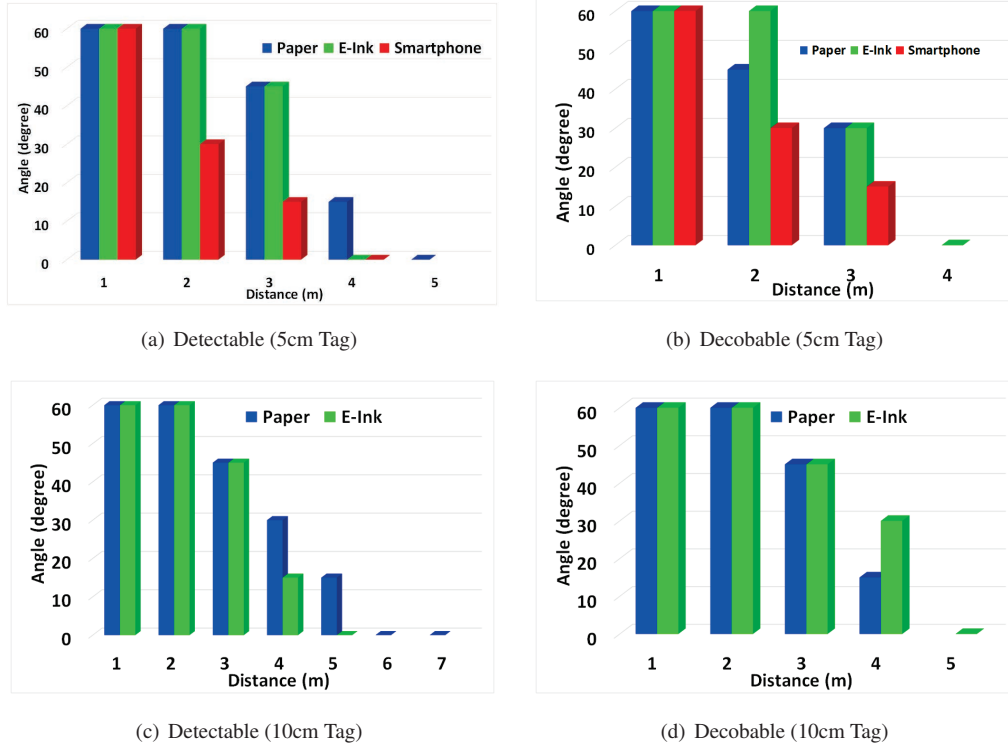 60
50
40
30
20
10
0
Angle (degree)
Paper E-Ink Smartphone
1 2 3 4 5
Distance (m)
(a) Detectable (5cm Tag)
60
50
40
30
20
10
0
Angle (degree)
Paper E-Ink Smartphone
1 2 3 4
Distance (m)
(b) Decobable (5cm Tag)
60
50
40
30
20
10
0
Angle (degree)
Paper E-Ink
1 2 3 4 5 6 7
Distance (m)
(c) Detectable (10cm Tag)
60
50
40
30
20
10
0
Angle (degree)
Paper E-Ink
1 2 3 4 5
Distance (m)
(d) Decobable (10cm Tag)